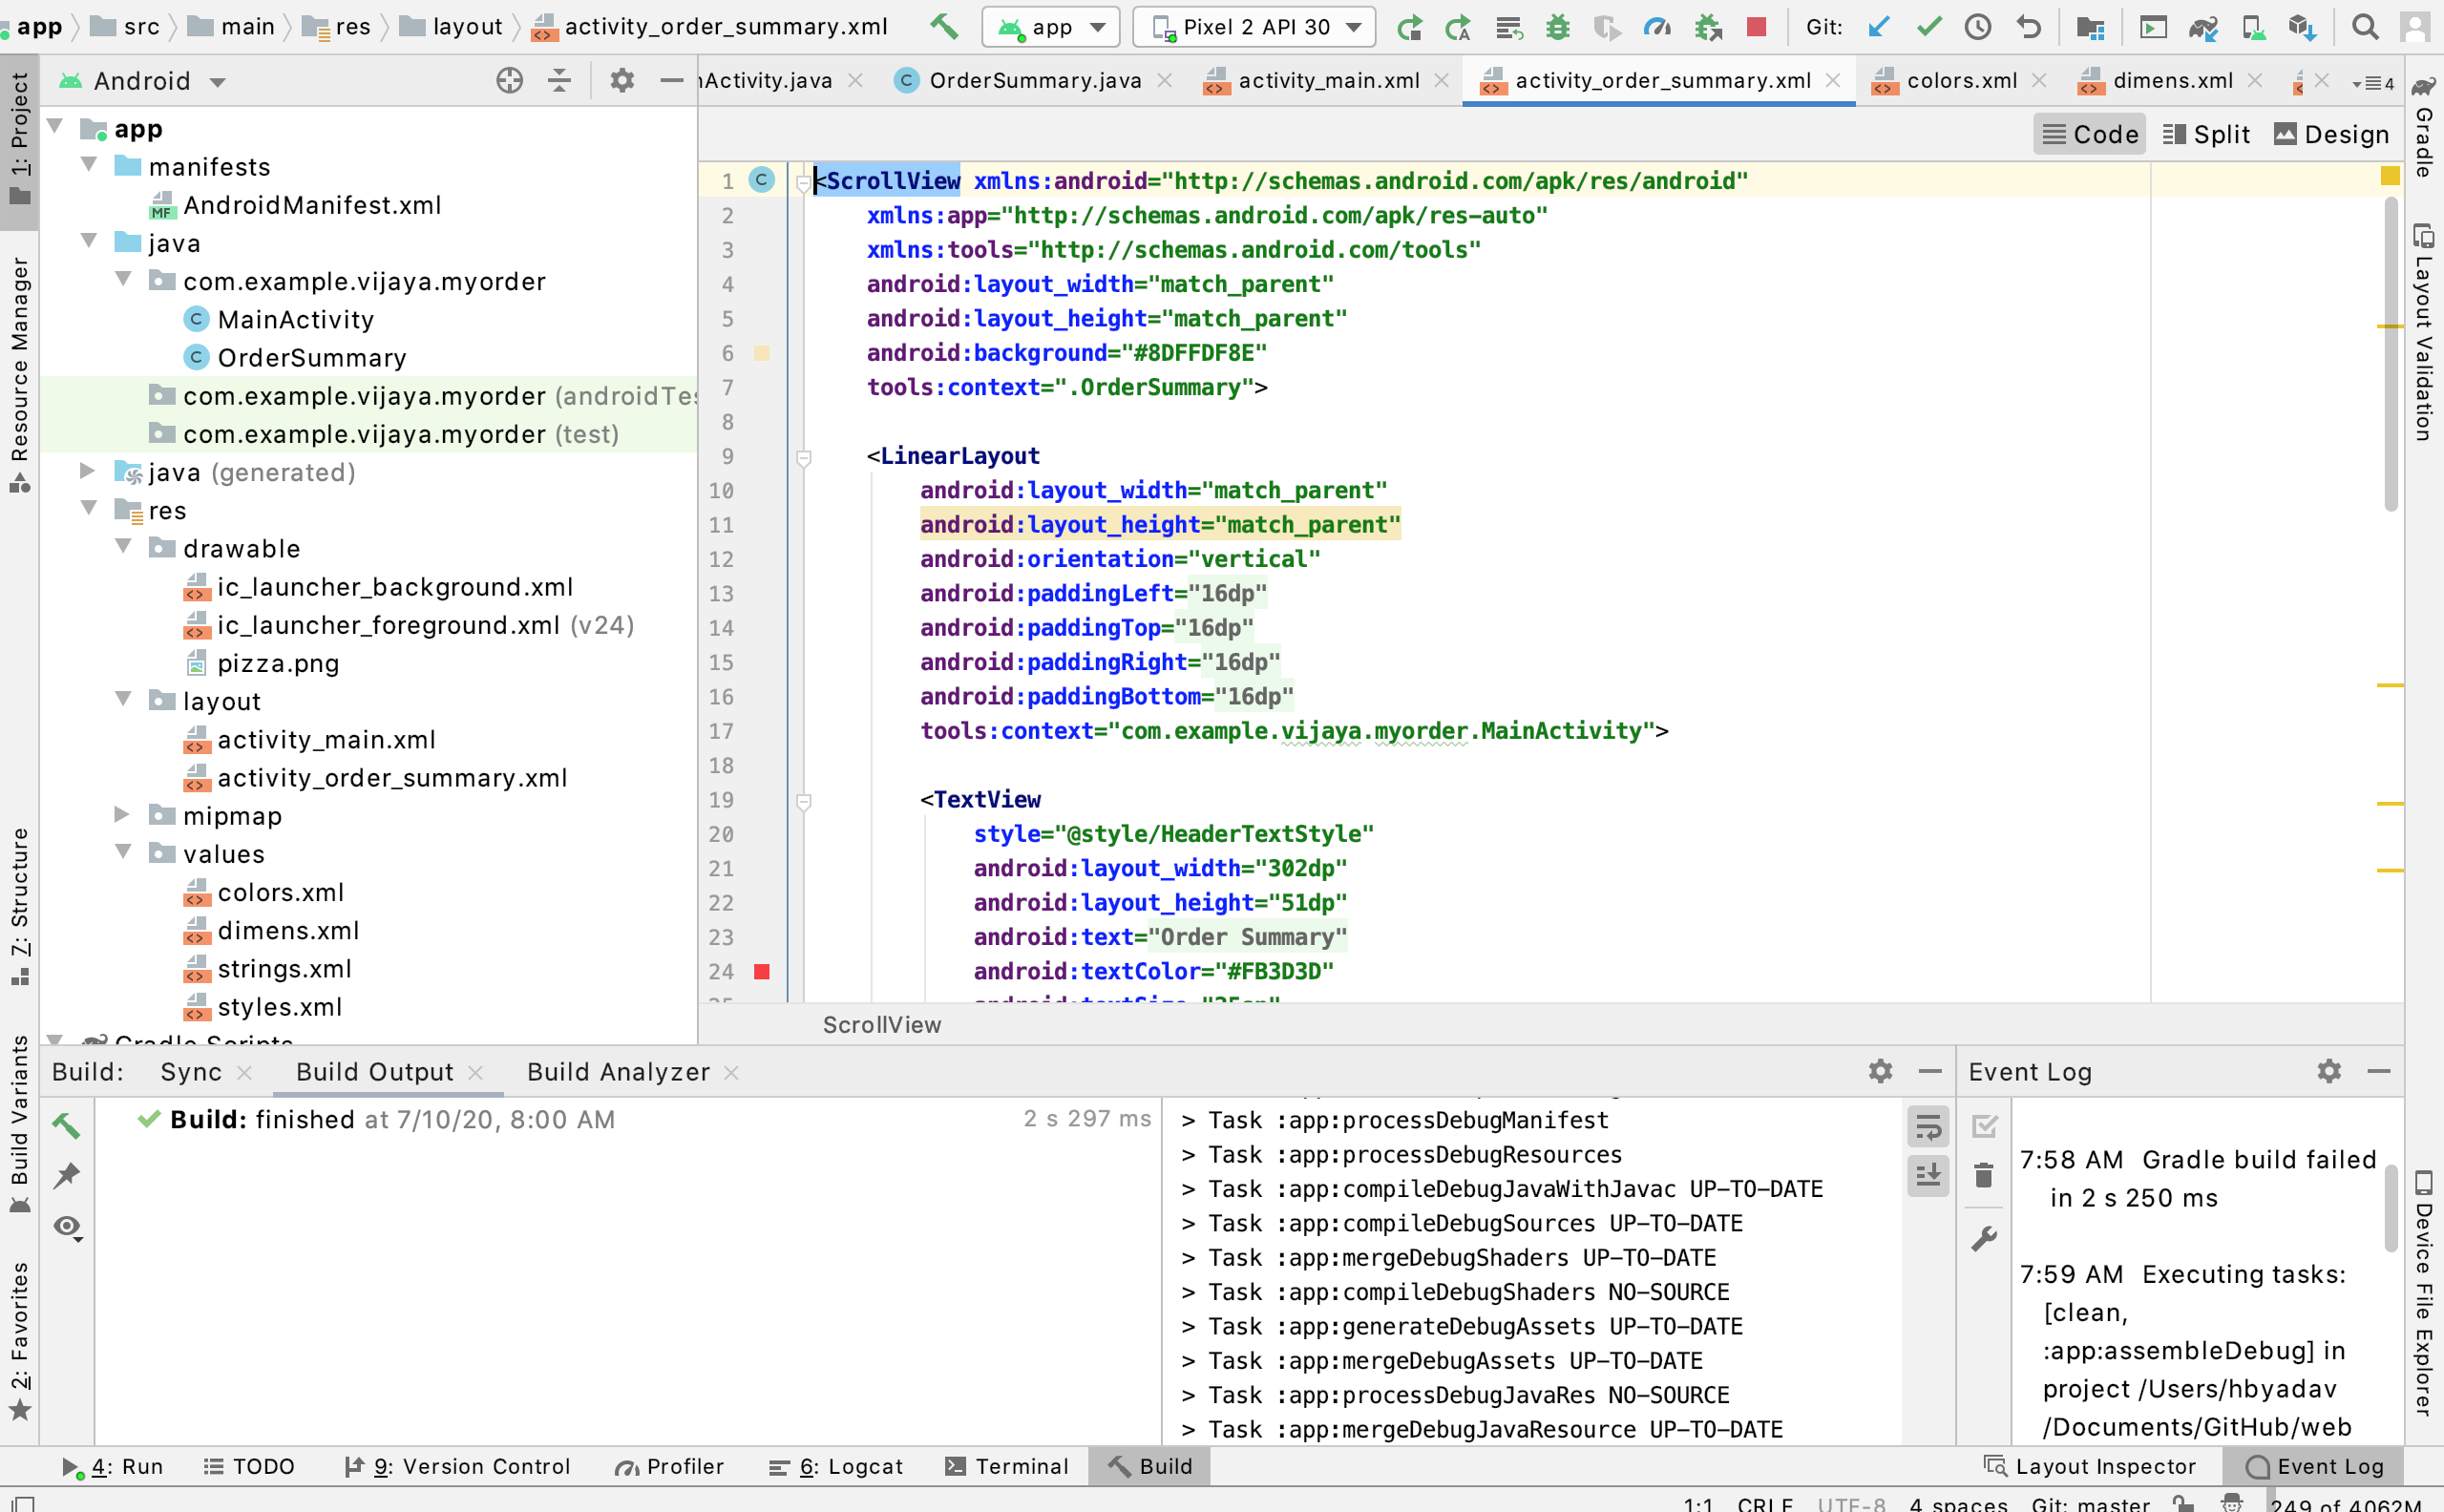 app src main res layout activity_order_summary.xml app Pixel 2 API 30 Git:
Android
nActivity.java OrderSummary.java activity_main.xml activity_order_summary.xml colors.xml dimens.xml 4
Code Split Design
1: Project
Resource Manager
7: Structure
Build Variants
2: Favorites
app
manifests
AndroidManifest.xml
java
com.example.vijaya.myorder
MainActivity
OrderSummary
com.example.vijaya.myorder (androidTes
com.example.vijaya.myorder (test)
java (generated)
res
drawable
ic_launcher_background.xml
ic_launcher_foreground.xml (v24)
pizza.png
layout
activity_main.xml
activity_order_summary.xml
mipmap
values
colors.xml
dimens.xml
strings.xml
styles.xml
Gradle Scripts
1 <ScrollView xmlns:android="http://schemas.android.com/apk/res/android"
2 xmlns:app="http://schemas.android.com/apk/res-auto"
3 xmlns:tools="http://schemas.android.com/tools"
4 android:layout_width="match_parent"
5 android:layout_height="match_parent"
6 android:background="#8DFFDF8E"
7 tools:context=".OrderSummary">
8
9 <LinearLayout
10 android:layout_width="match_parent"
11 android:layout_height="match_parent"
12 android:orientation="vertical"
13 android:paddingLeft="16dp"
14 android:paddingTop="16dp"
15 android:paddingRight="16dp"
16 android:paddingBottom="16dp"
17 tools:context="com.example.vijaya.myorder.MainActivity">
18
19 <TextView
20 style="@style/HeaderTextStyle"
21 android:layout_width="302dp"
22 android:layout_height="51dp"
23 android:text="Order Summary"
24 android:textColor="#FB3D3D"
ScrollView
Gradle
Layout Validation
Device File Explorer
Build: Sync Build Output Build Analyzer
Build: finished at 7/10/20, 8:00 AM 2 s 297 ms
> Task :app:processDebugManifest
> Task :app:processDebugResources
> Task :app:compileDebugJavaWithJavac UP-TO-DATE
> Task :app:compileDebugSources UP-TO-DATE
> Task :app:mergeDebugShaders UP-TO-DATE
> Task :app:compileDebugShaders NO-SOURCE
> Task :app:generateDebugAssets UP-TO-DATE
> Task :app:mergeDebugAssets UP-TO-DATE
> Task :app:processDebugJavaRes NO-SOURCE
> Task :app:mergeDebugJavaResource UP-TO-DATE
Event Log
7:58 AM Gradle build failed
in 2 s 250 ms
7:59 AM Executing tasks:
[clean,
:app:assembleDebug] in
project /Users/hbyadav
/Documents/GitHub/web
4: Run TODO 9: Version Control Profiler 6: Logcat Terminal Build Layout Inspector Event Log
1:1 CRLF UTF-8 4 spaces Git: master 249 of 4062M